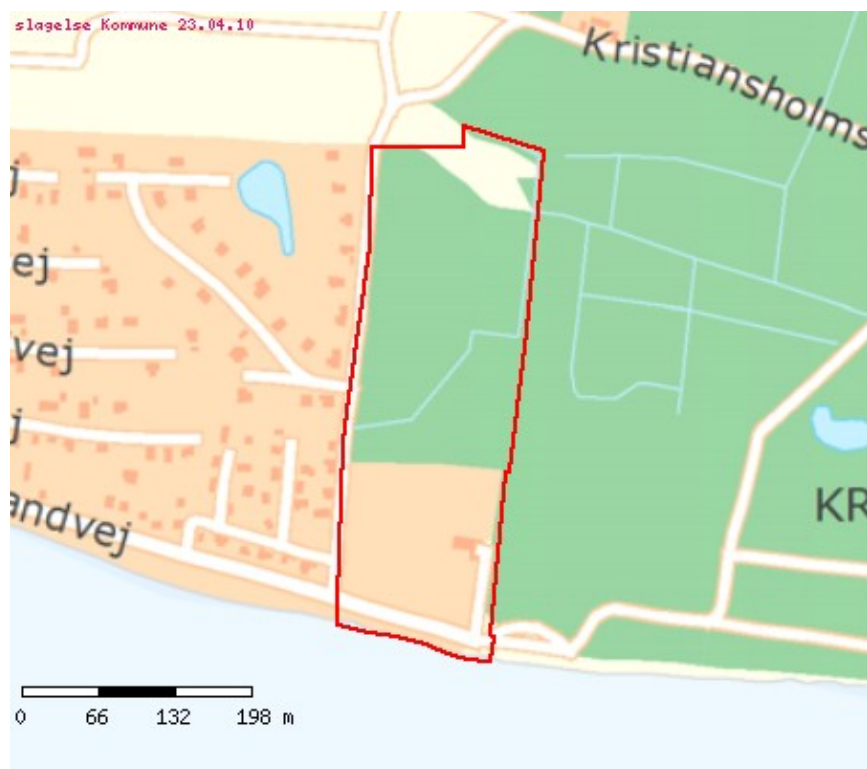 slagelse Kommune 23.04.10
Kristiansholms
j
ej
vej
j
andvej
KR
0 66 132 198 m